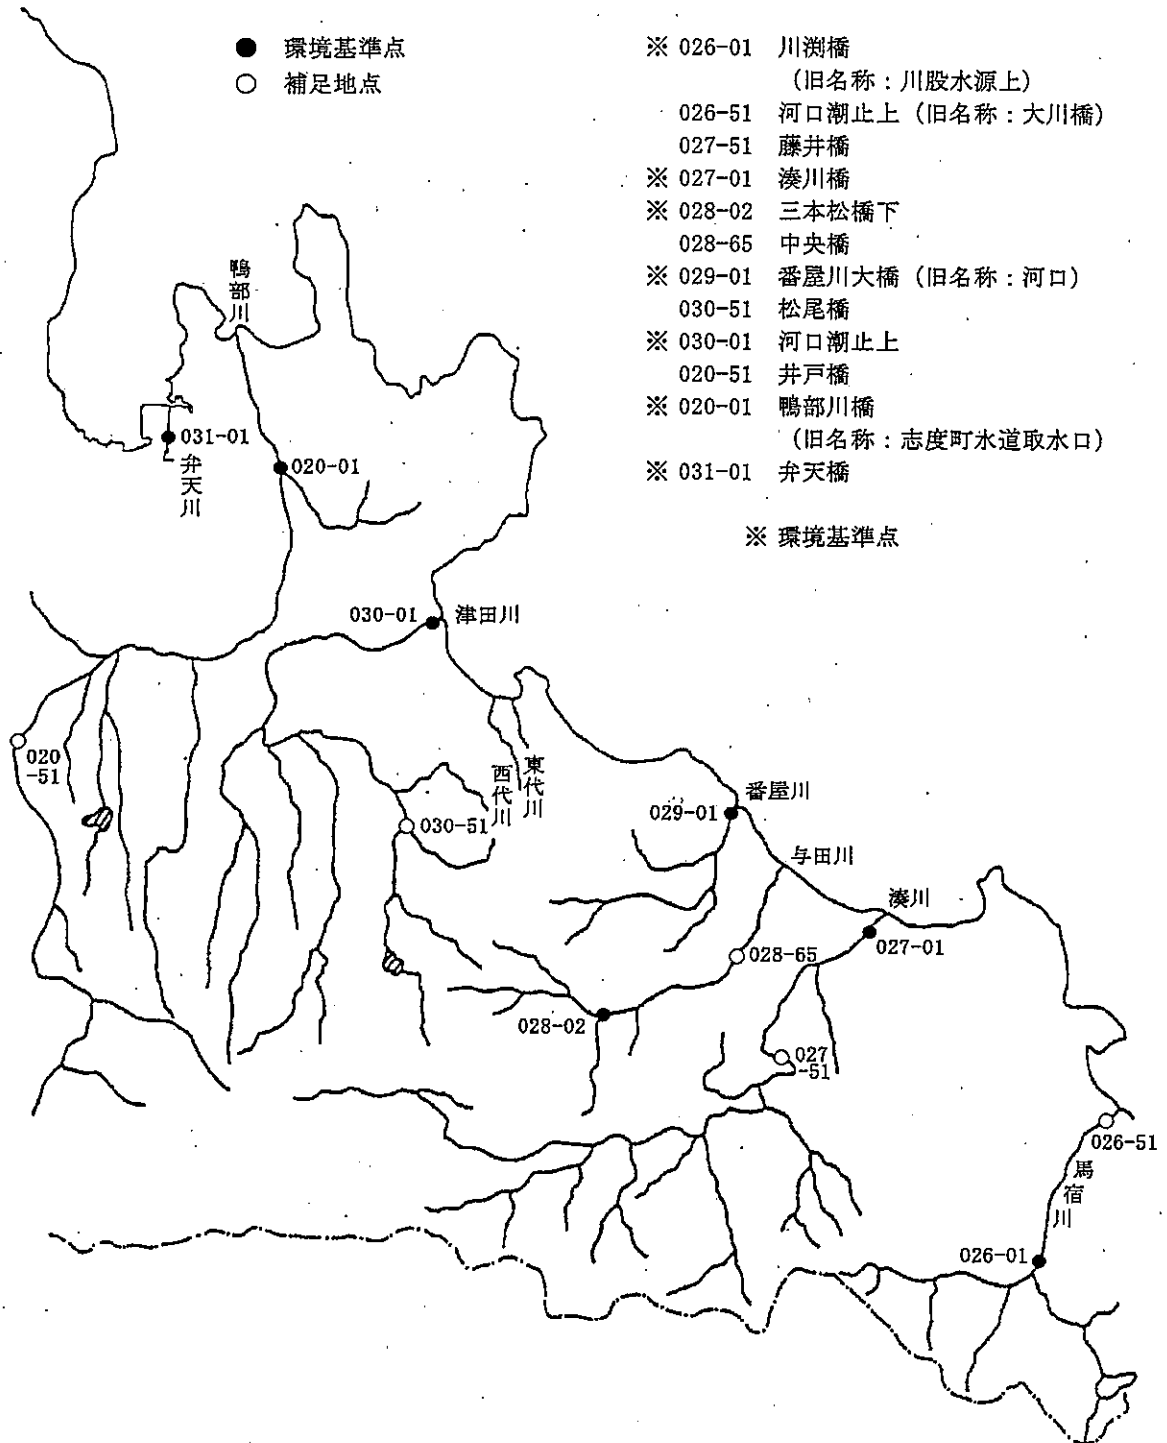 ● 環境基準点
○ 補足地点
※ 026-01 川渕橋
(旧名称:川股水源上)
026-51 河口潮止上(旧名称:大川橋)
027-51 藤井橋
※ 027-01 湊川橋
※ 028-02 三本松橋下
028-65 中央橋
※ 029-01 番屋川大橋(旧名称:河口)
030-51 松尾橋
※ 030-01 河口潮止上
020-51 井戸橋
※ 020-01 鴨部川橋
(旧名称:志度町水道取水口)
※ 031-01 弁天橋
※ 環境基準点
鴨部川
031-01
弁天川
020-01
030-01
津田川
020
-51
西代川
東代川
030-51
番屋川
029-01
与田川
湊川
027-01
028-65
028-02
027
-51
026-51
馬宿川
026-01